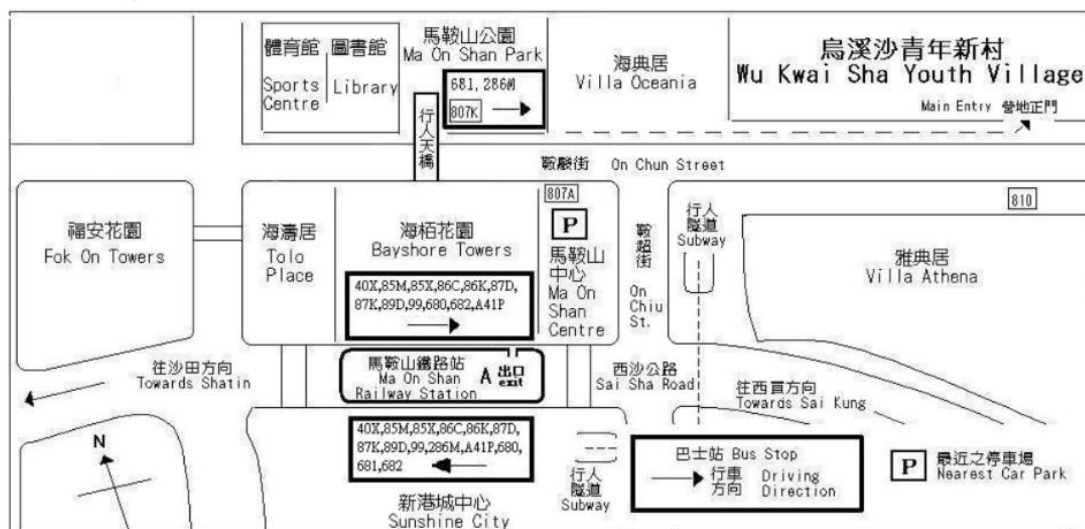 體育館
圖書館
Sports
Centre
Library
馬鞍山公園
Ma On Shan Park
681, 286M
807K
海典居
Villa Oceania
烏溪沙青年新村
Wu Kwai Sha Youth Village
Main Entry 營地正門
行人天橋
鞍駿街 On Chun Street
福安花園
Fok On Towers
海濤居
Tolo
Place
海栢花園
Bayshore Towers
40X,85M,85X,86C,86K,87D,
87K,89D,99,680,682,A41P
807A
P
馬鞍山
中心
Ma On
Shan
Centre
鞍超街
On
Chiu
St.
行人
隧道
Subway
810
雅典居
Villa Athena
往沙田方向
Towards Shatin
馬鞍山鐵路站
Ma On Shan
Railway Station
A 出口
exit
西沙公路
Sai Sha Road
往西貢方向
Towards Sai Kung
N
40X,85M,85X,86C,86K,87D,
87K,89D,99,286M,A41P,680,
681,682
新港城中心
Sunshine City
行人
隧道
Subway
巴士站 Bus Stop
行車 Driving
方向 Direction
P
最近之停車場
Nearest Car Park